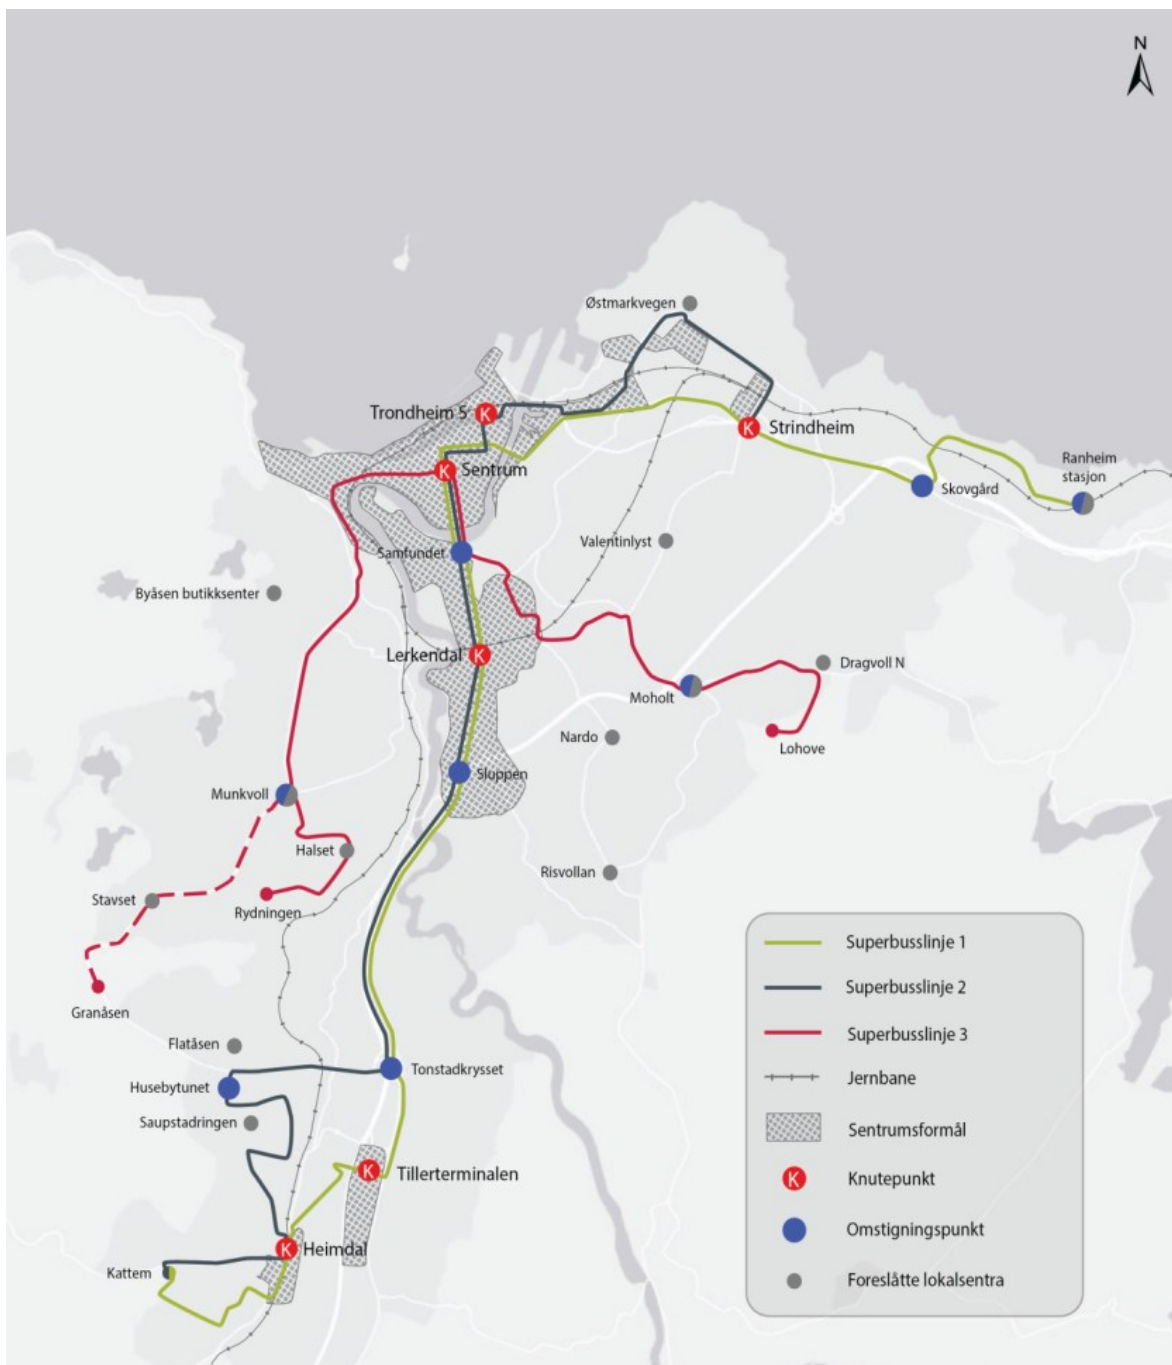 N
Østmarkvegen
Trondheim S
K
K
Strindheim
Sentrum
K
Ranheim
stasjon
Skovgård
Samfundet
Valentinlyst
Byåsen butikksenter
Lerkendal
K
Dragvoll N
Moholt
Nardo
Lohove
Sluppen
Munkvoll
Halset
Risvollan
Stavset
Rydningen
Granåsen
Flatåsen
Tonstadkrysset
Husebytunet
Saupstadringen
K
Tillerterminalen
K
Heimdal
Kattem
Superbusslinje 1
Superbusslinje 2
Superbusslinje 3
Jernbane
Sentrumsformål
K
Knutepunkt
Omstigningspunkt
Foreslåtte lokalsentra